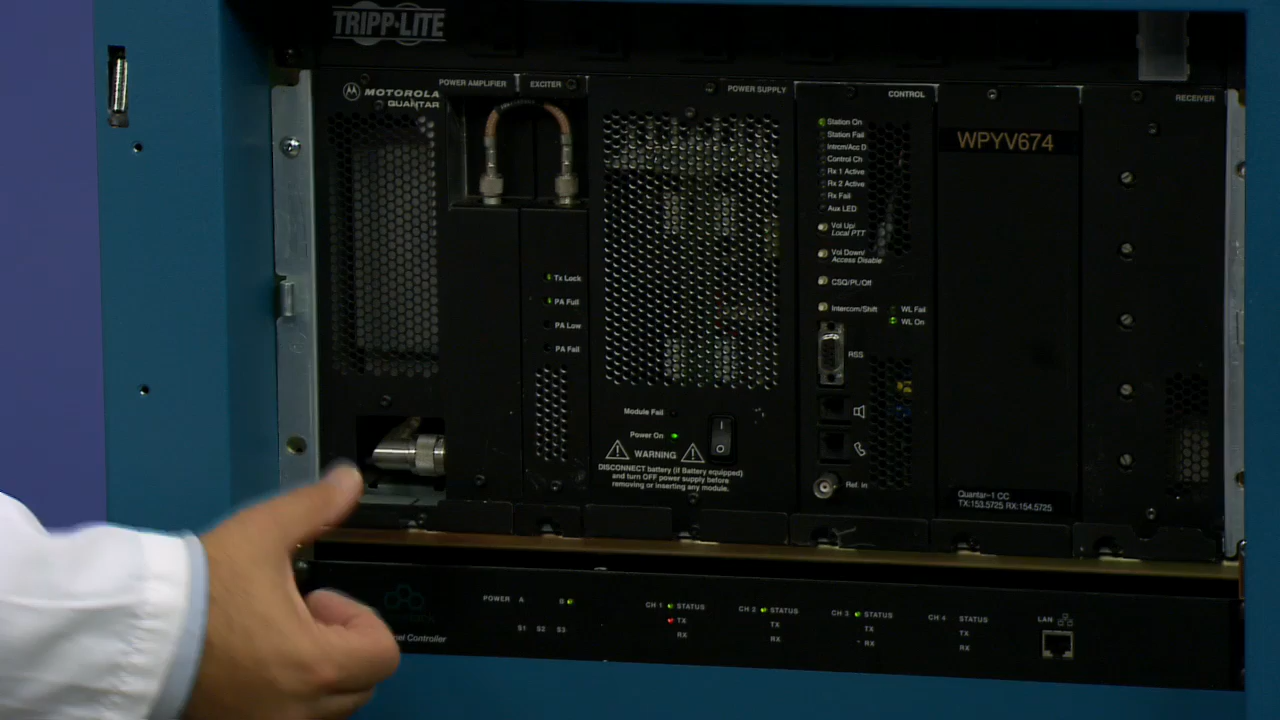 TRIPP·LITE
MOTOROLA
QUANTAR
POWER AMPLIFIER
EXCITER
POWER SUPPLY
CONTROL
RECEIVER
Station On
Station Fail
Intrcm/Acc D
Control Ch
Rx 1 Active
Rx 2 Active
Rx Fail
Aux LED
Vol Up/
Local PTT
Vol Down/
Access Disable
CSQ/PL/Off
Intercom/Shift
WL Fail
WL On
RSS
Ref. In
WPYV674
Tx Lock
PA Full
PA Low
PA Fail
Module Fail
Power On
I
O
WARNING
DISCONNECT battery (if Battery equipped)
and turn OFF power supply before
removing or inserting any module.
Quantar-1 CC
TX:153.5725 RX:154.5725
POWER A B
S1 S2 S3
CH 1 STATUS
TX
RX
CH 2 STATUS
TX
RX
CH 3 STATUS
TX
RX
CH 4 STATUS
TX
RX
LAN
Controller